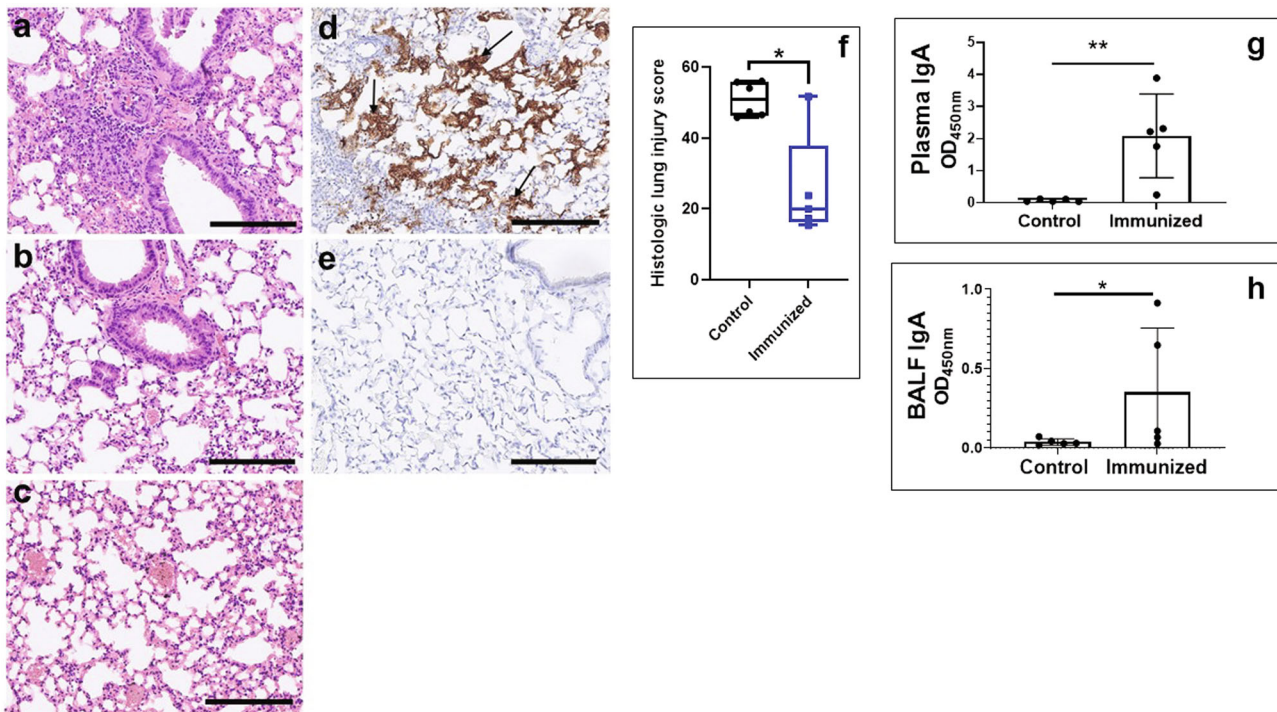 a
b
c
d
e
f
*
Histologic lung injury score
60
40
20
0
Control
Immunized
g
**
Plasma IgA
OD450nm
5
4
3
2
1
0
Control
Immunized
h
*
BALF IgA
OD450nm
1.0
0.5
0.0
Control
Immunized